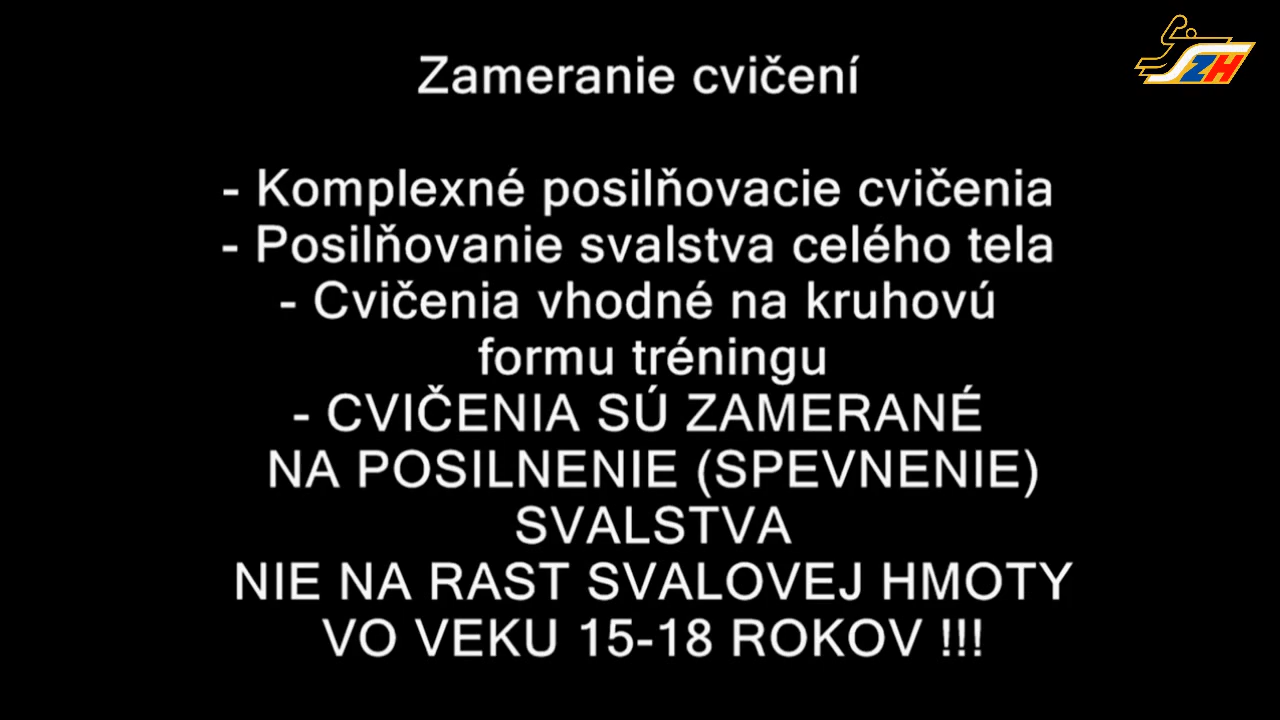 SZH
Zameranie cvičení
- Komplexné posilňovacie cvičenia
- Posilňovanie svalstva celého tela
- Cvičenia vhodné na kruhovú
formu tréningu
- CVIČENIA SÚ ZAMERANÉ
NA POSILNENIE (SPEVNENIE)
SVALSTVA
NIE NA RAST SVALOVEJ HMOTY
VO VEKU 15-18 ROKOV !!!